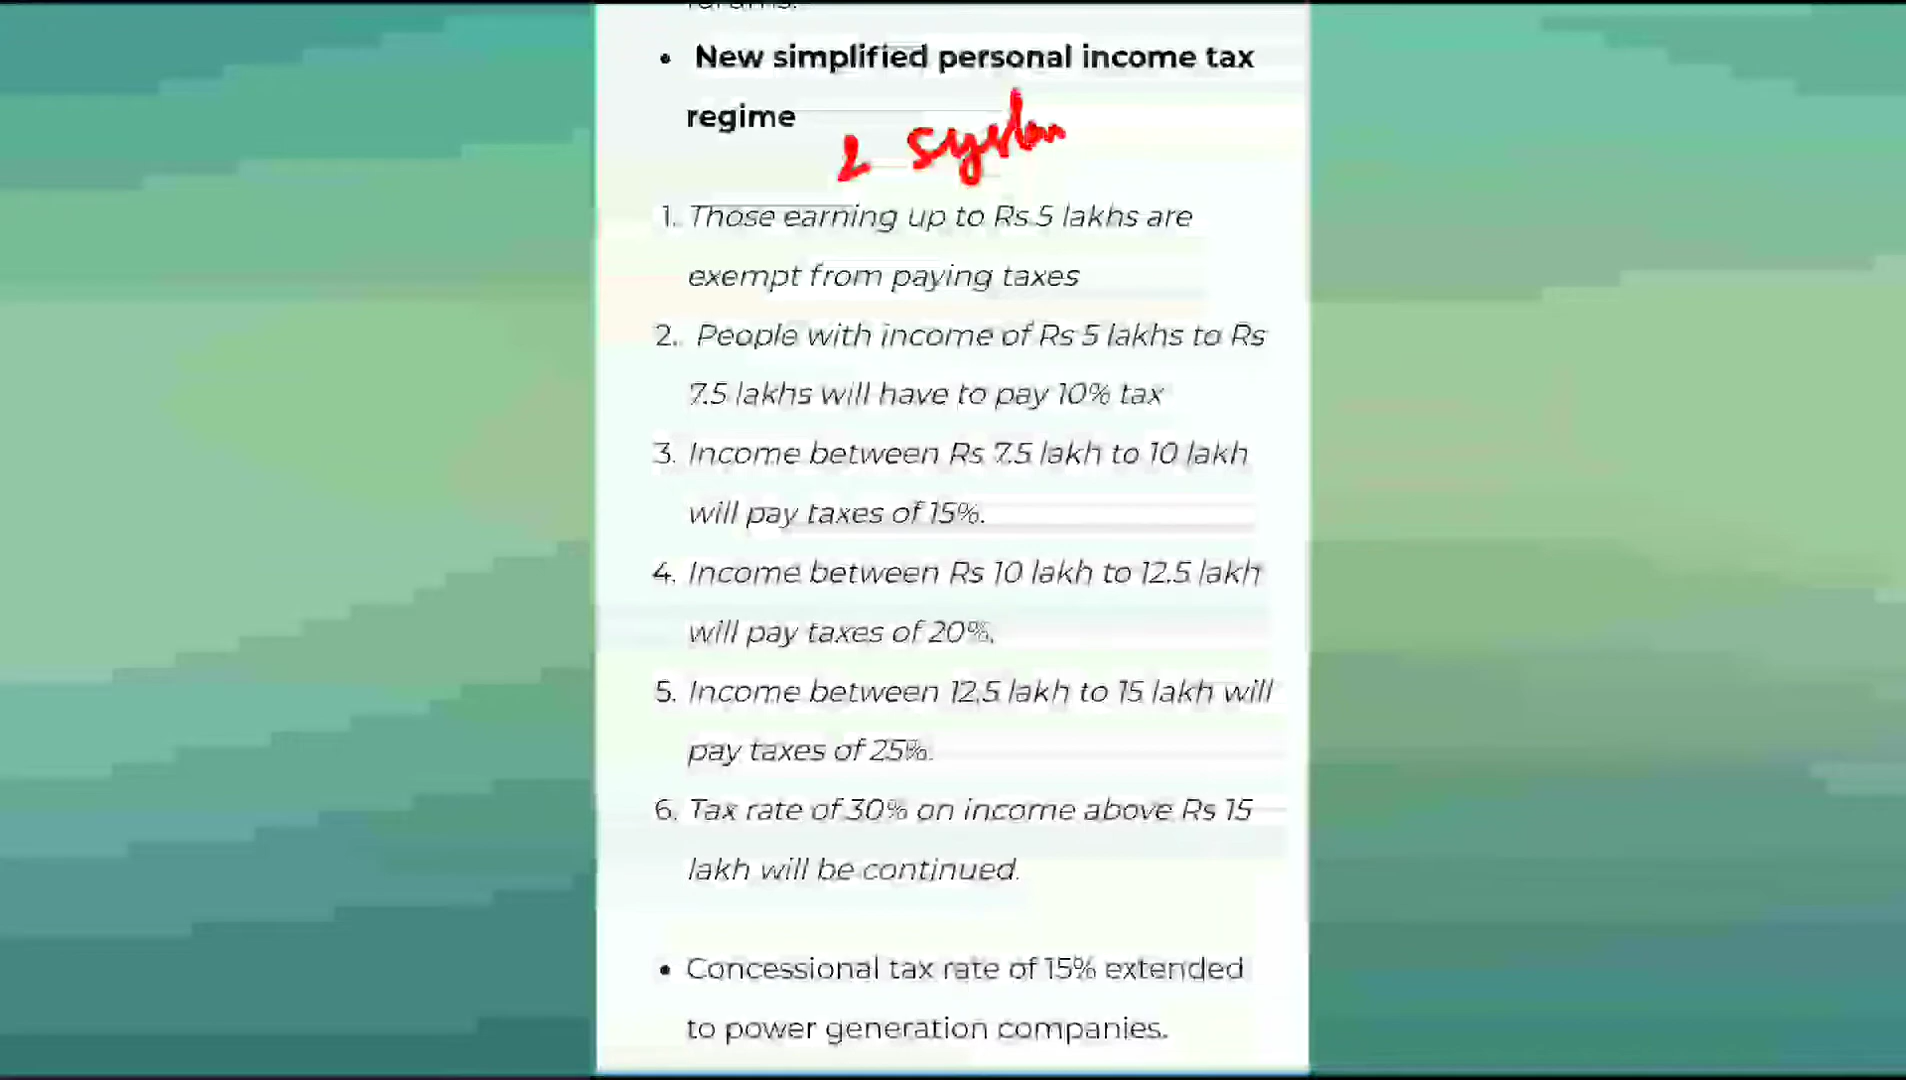 • New simplified personal income tax
regime
2 system
1. Those earning up to Rs.5 lakhs are
exempt from paying taxes
2. People with income of Rs 5 lakhs to Rs
7.5 lakhs will have to pay 10% tax
3. Income between Rs 7.5 lakh to 10 lakh
will pay taxes of 15%.
4. Income between Rs 10 lakh to 12.5 lakh
will pay taxes of 20%.
5. Income between 12.5 lakh to 15 lakh will
pay taxes of 25%.
6. Tax rate of 30% on income above Rs 15
lakh will be continued.
• Concessional tax rate of 15% extended
to power generation companies.